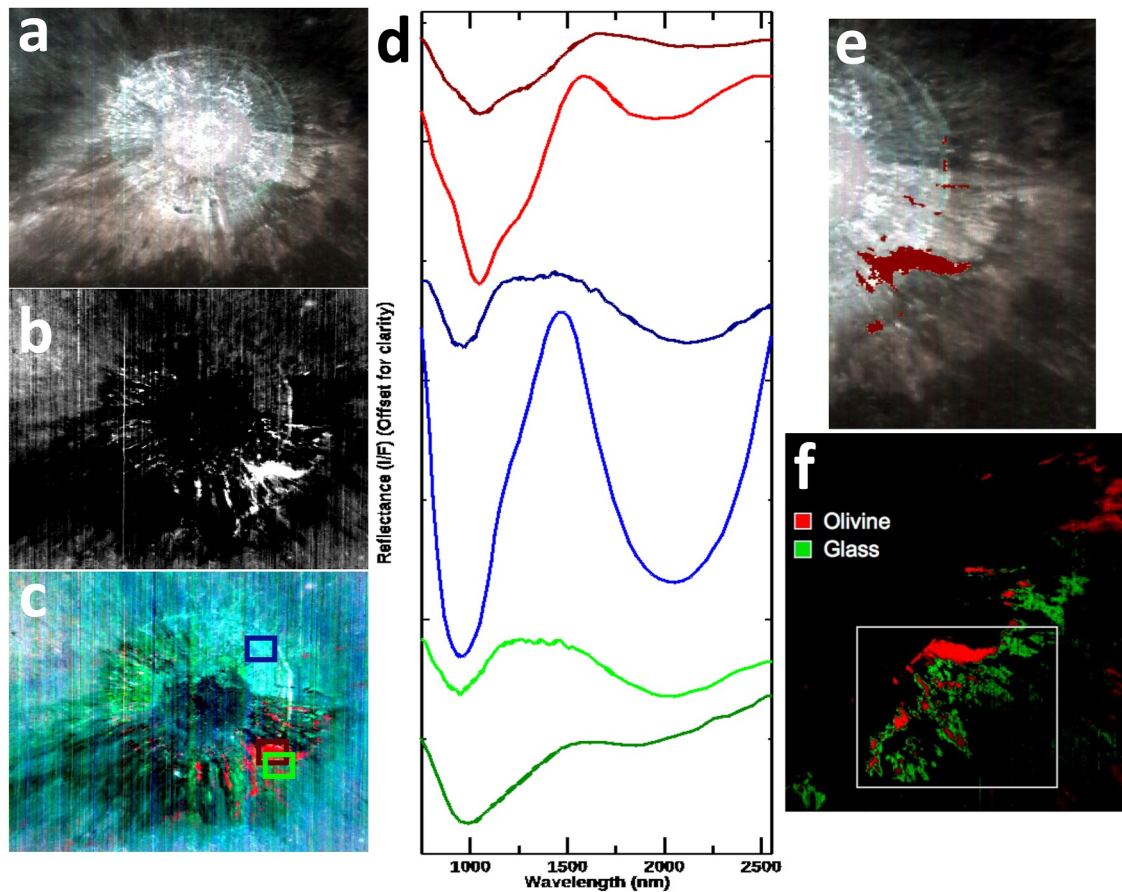 a
b
c
d
Reflectance (I/F) (Offset for clarity)
1000 1500 2000 2500
Wavelength (nm)
e
f
Olivine
Glass